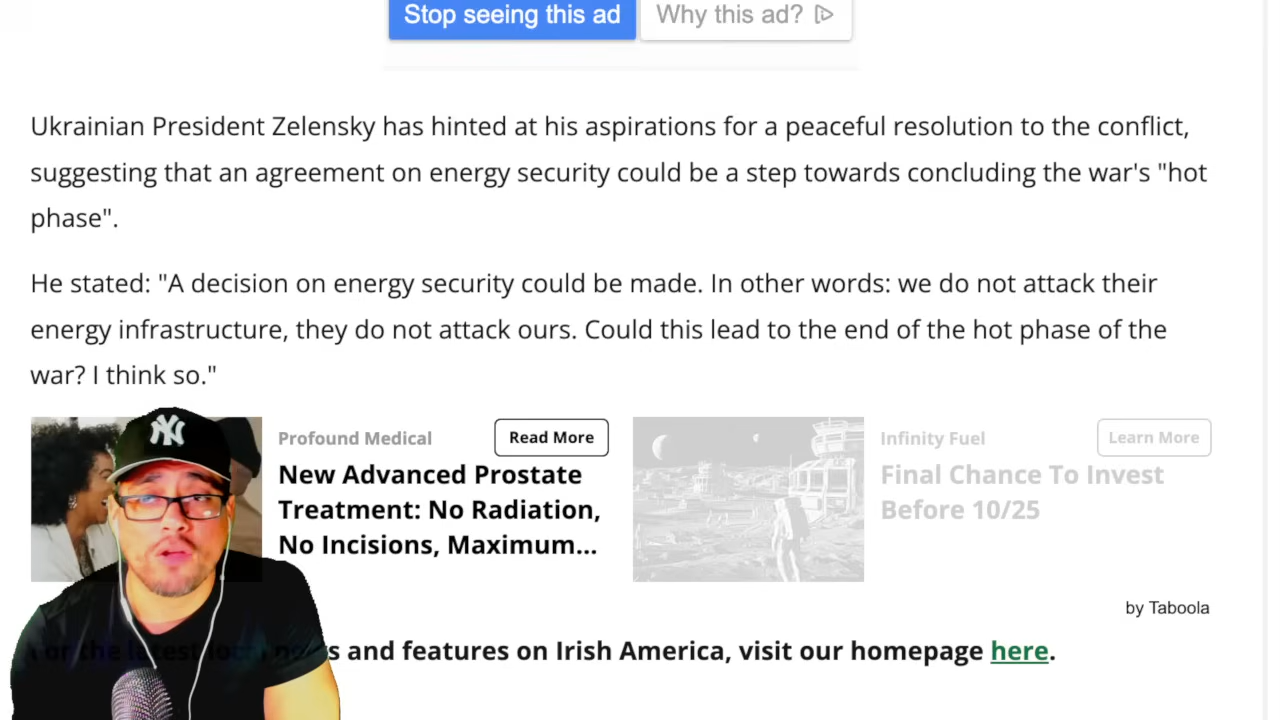 Stop seeing this ad
Why this ad?
Ukrainian President Zelensky has hinted at his aspirations for a peaceful resolution to the conflict,
suggesting that an agreement on energy security could be a step towards concluding the war's "hot
phase".
He stated: "A decision on energy security could be made. In other words: we do not attack their
energy infrastructure, they do not attack ours. Could this lead to the end of the hot phase of the
war? I think so."
Profound Medical
Read More
New Advanced Prostate
Treatment: No Radiation,
No Incisions, Maximum...
Infinity Fuel
Learn More
Final Chance To Invest
Before 10/25
by Taboola
NY
the latest and features on Irish America, visit our homepage here.